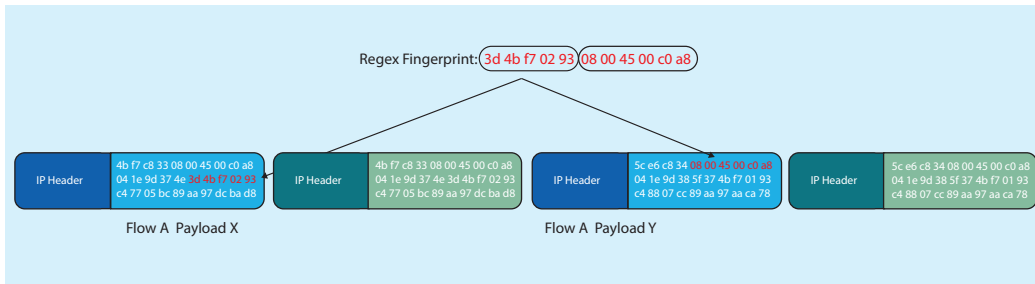 Regex Fingerprint: 3d 4b f7 02 93 08 00 45 00 c0 a8
IP Header
4b f7 c8 33 08 00 45 00 c0 a8
04 1e 9d 37 4e 3d 4b f7 02 93
c4 77 05 bc 89 aa 97 dc ba d8
IP Header
4b f7 c8 33 08 00 45 00 c0 a8
04 1e 9d 37 4e 3d 4b f7 02 93
c4 77 05 bc 89 aa 97 dc ba d8
IP Header
5c e6 c8 34 08 00 45 00 c0 a8
04 1e 9d 38 5f 37 4b f7 01 93
c4 88 07 cc 89 aa 97 aa ca 78
IP Header
5c e6 c8 34 08 00 45 00 c0 a8
04 1e 9d 38 5f 37 4b f7 01 93
c4 88 07 cc 89 aa 97 aa ca 78
Flow A Payload X
Flow A Payload Y